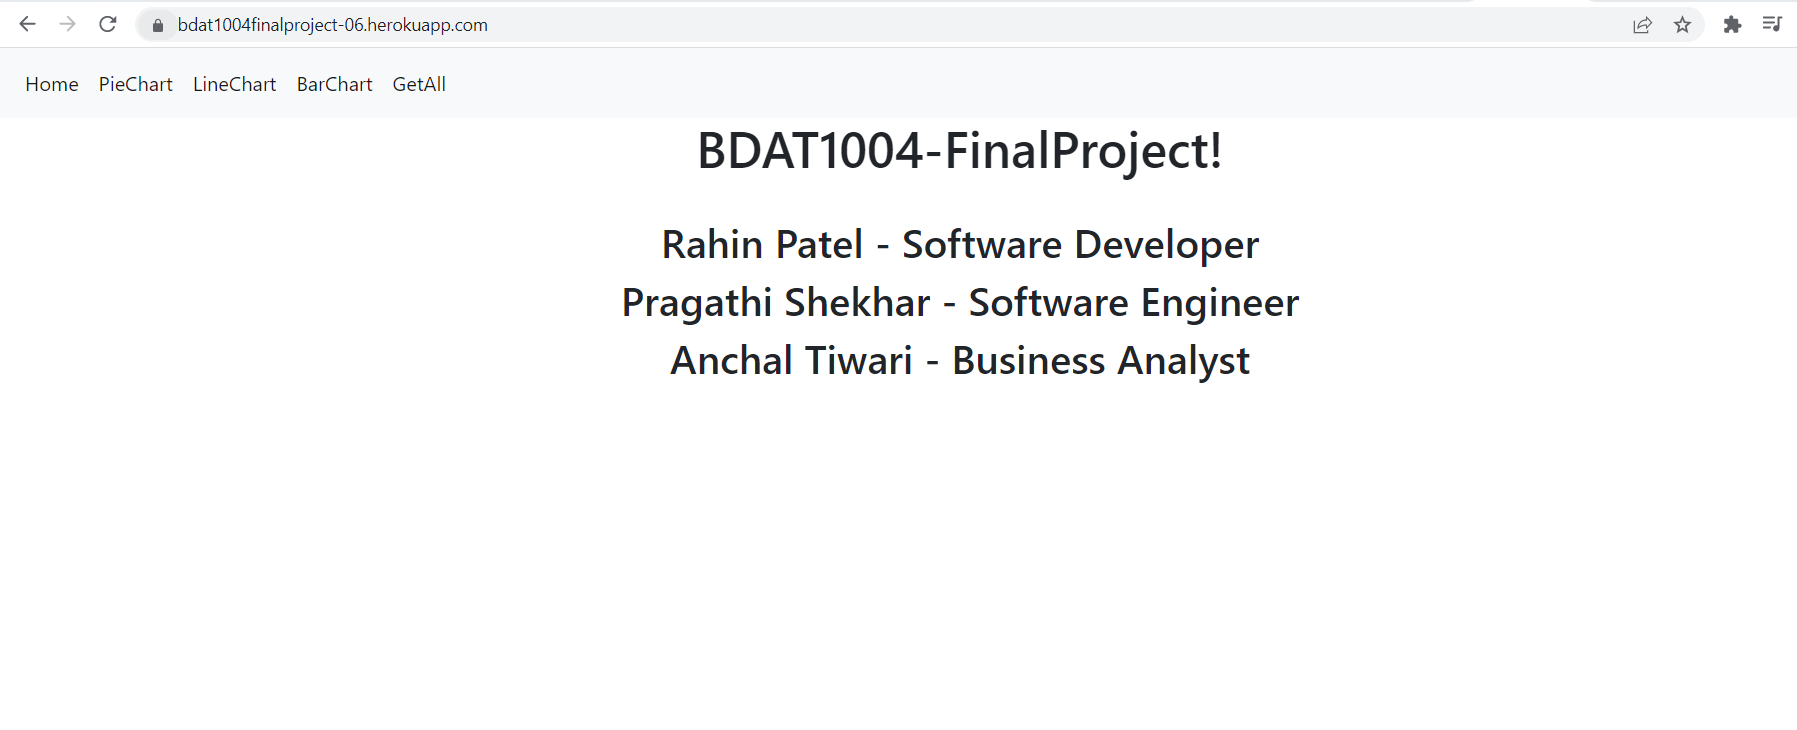 bdat1004finalproject-06.herokuapp.com
Home PieChart LineChart BarChart GetAll
BDAT1004-FinalProject!
Rahin Patel - Software Developer
Pragathi Shekhar - Software Engineer
Anchal Tiwari - Business Analyst